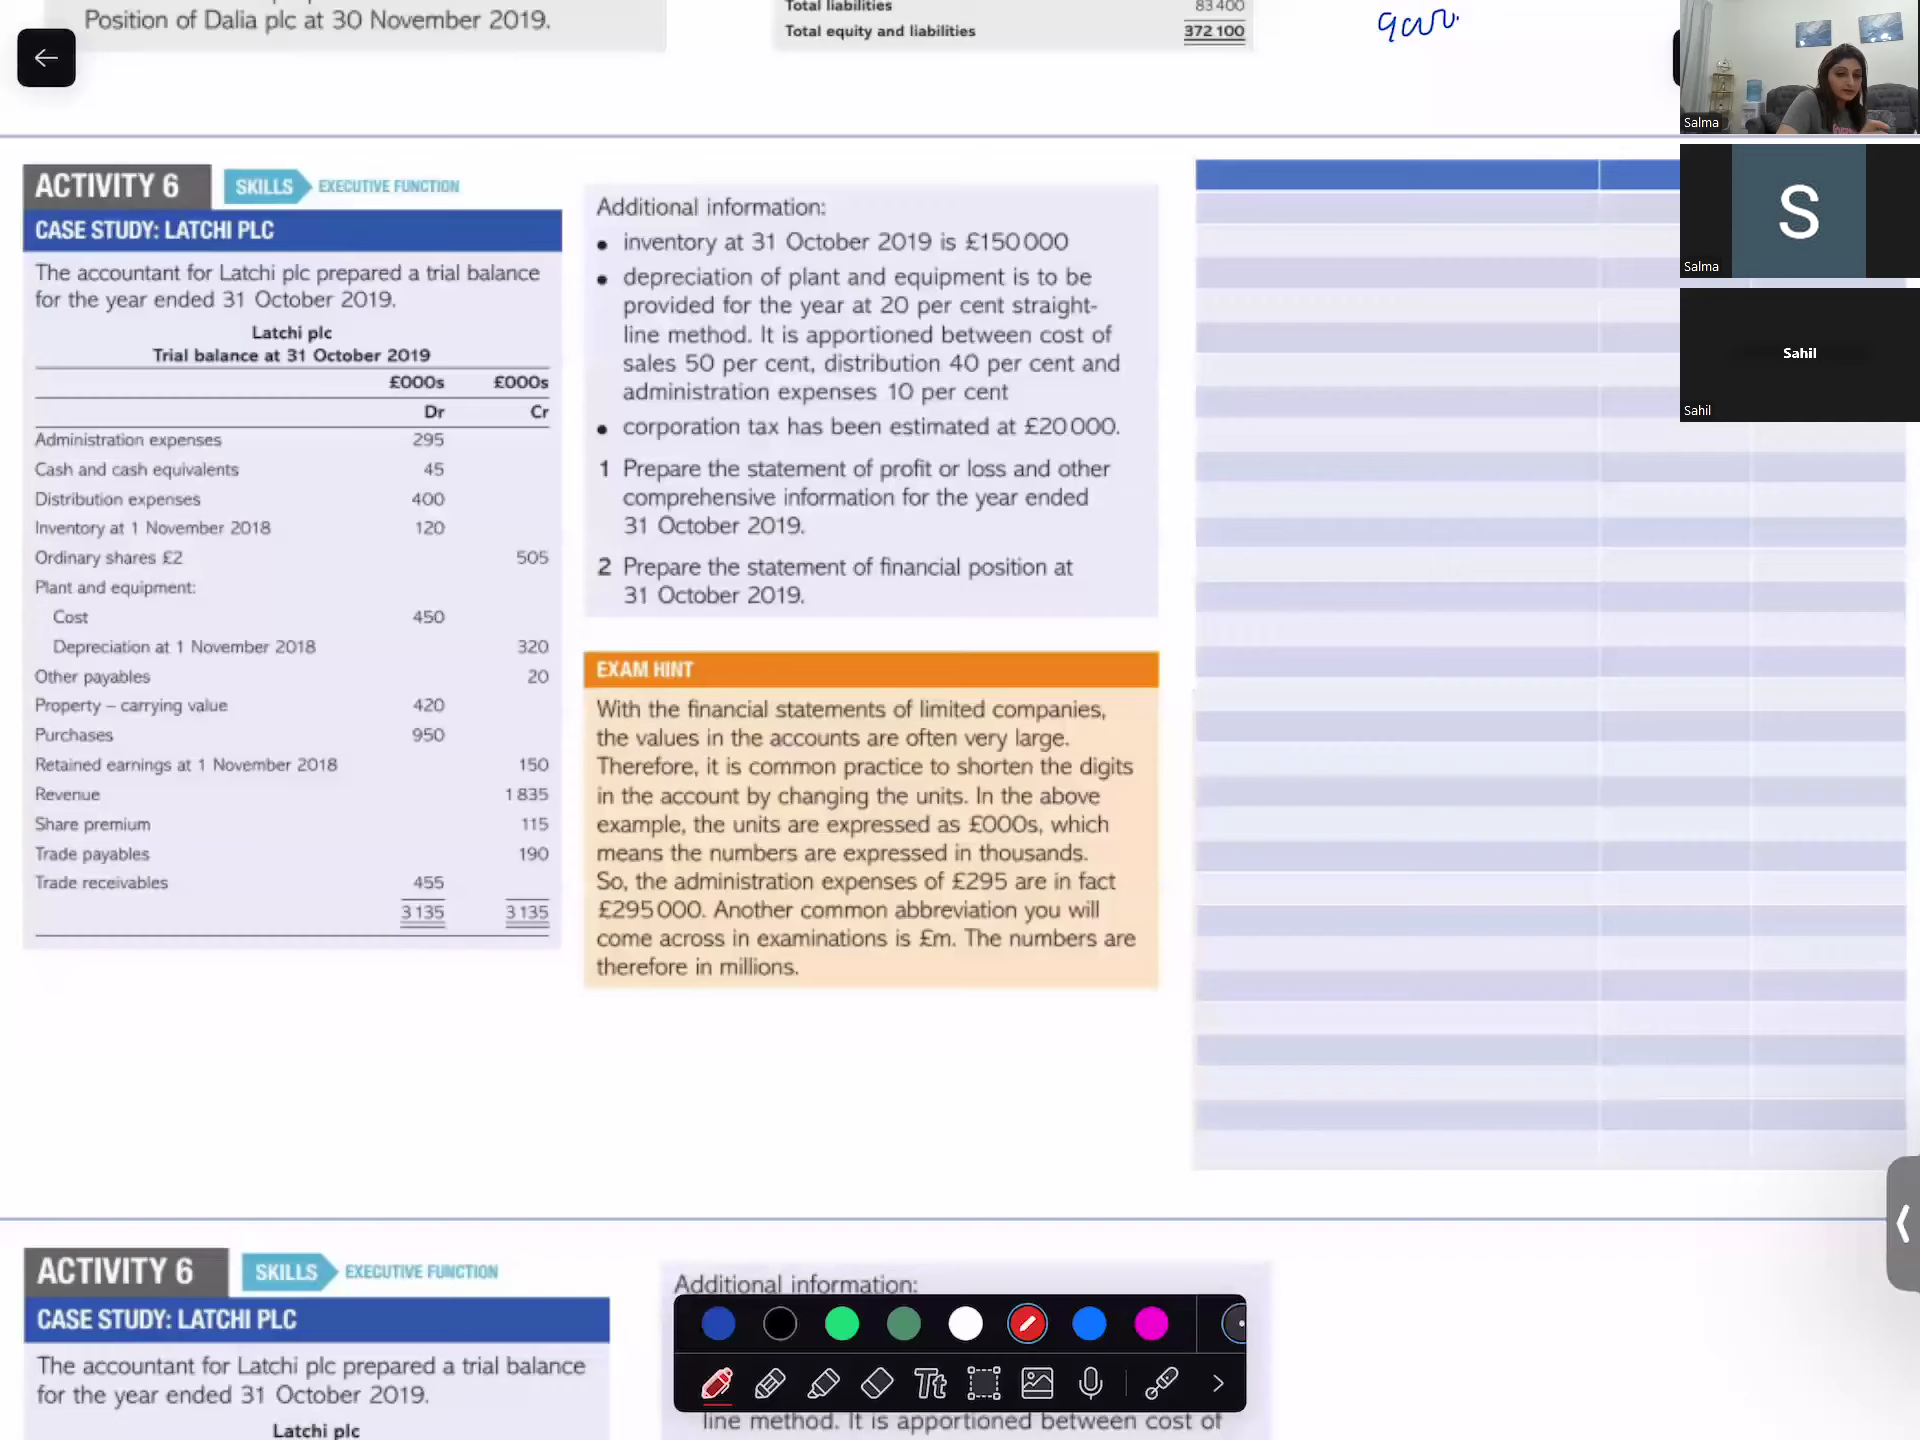 Position of Dalia plc at 30 November 2019.
Total liabilities 83 400
Total equity and liabilities 372 100
Salma
Salma
Sahil
Sahil
ACTIVITY 6 SKILLS EXECUTIVE FUNCTION
CASE STUDY: LATCHI PLC
The accountant for Latchi plc prepared a trial balance
for the year ended 31 October 2019.
Latchi plc
Trial balance at 31 October 2019
£000s £000s
Dr Cr
Administration expenses 295
Cash and cash equivalents 45
Distribution expenses 400
Inventory at 1 November 2018 120
Ordinary shares £2 505
Plant and equipment:
Cost 450
Depreciation at 1 November 2018 320
Other payables 20
Property – carrying value 420
Purchases 950
Retained earnings at 1 November 2018 150
Revenue 1 835
Share premium 115
Trade payables 190
Trade receivables 455
3 135 3 135
Additional information:
• inventory at 31 October 2019 is £150 000
• depreciation of plant and equipment is to be
provided for the year at 20 per cent straight-
line method. It is apportioned between cost of
sales 50 per cent, distribution 40 per cent and
administration expenses 10 per cent
• corporation tax has been estimated at £20 000.
1 Prepare the statement of profit or loss and other
comprehensive information for the year ended
31 October 2019.
2 Prepare the statement of financial position at
31 October 2019.
EXAM HINT
With the financial statements of limited companies,
the values in the accounts are often very large.
Therefore, it is common practice to shorten the digits
in the account by changing the units. In the above
example, the units are expressed as £000s, which
means the numbers are expressed in thousands.
So, the administration expenses of £295 are in fact
£295 000. Another common abbreviation you will
come across in examinations is £m. The numbers are
therefore in millions.
S
ACTIVITY 6 SKILLS EXECUTIVE FUNCTION
CASE STUDY: LATCHI PLC
The accountant for Latchi plc prepared a trial balance
for the year ended 31 October 2019.
Latchi plc
Additional information:
line method. It is apportioned between cost of
Tt